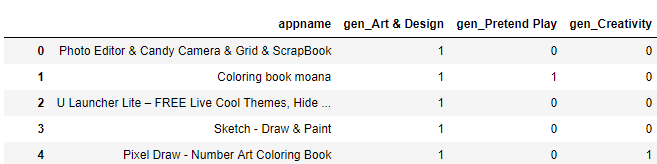 appname gen_Art & Design gen_Pretend Play gen_Creativity
0 Photo Editor & Candy Camera & Grid & ScrapBook 1 0 0
1 Coloring book moana 1 1 0
2 U Launcher Lite – FREE Live Cool Themes, Hide ... 1 0 0
3 Sketch - Draw & Paint 1 0 0
4 Pixel Draw - Number Art Coloring Book 1 0 1